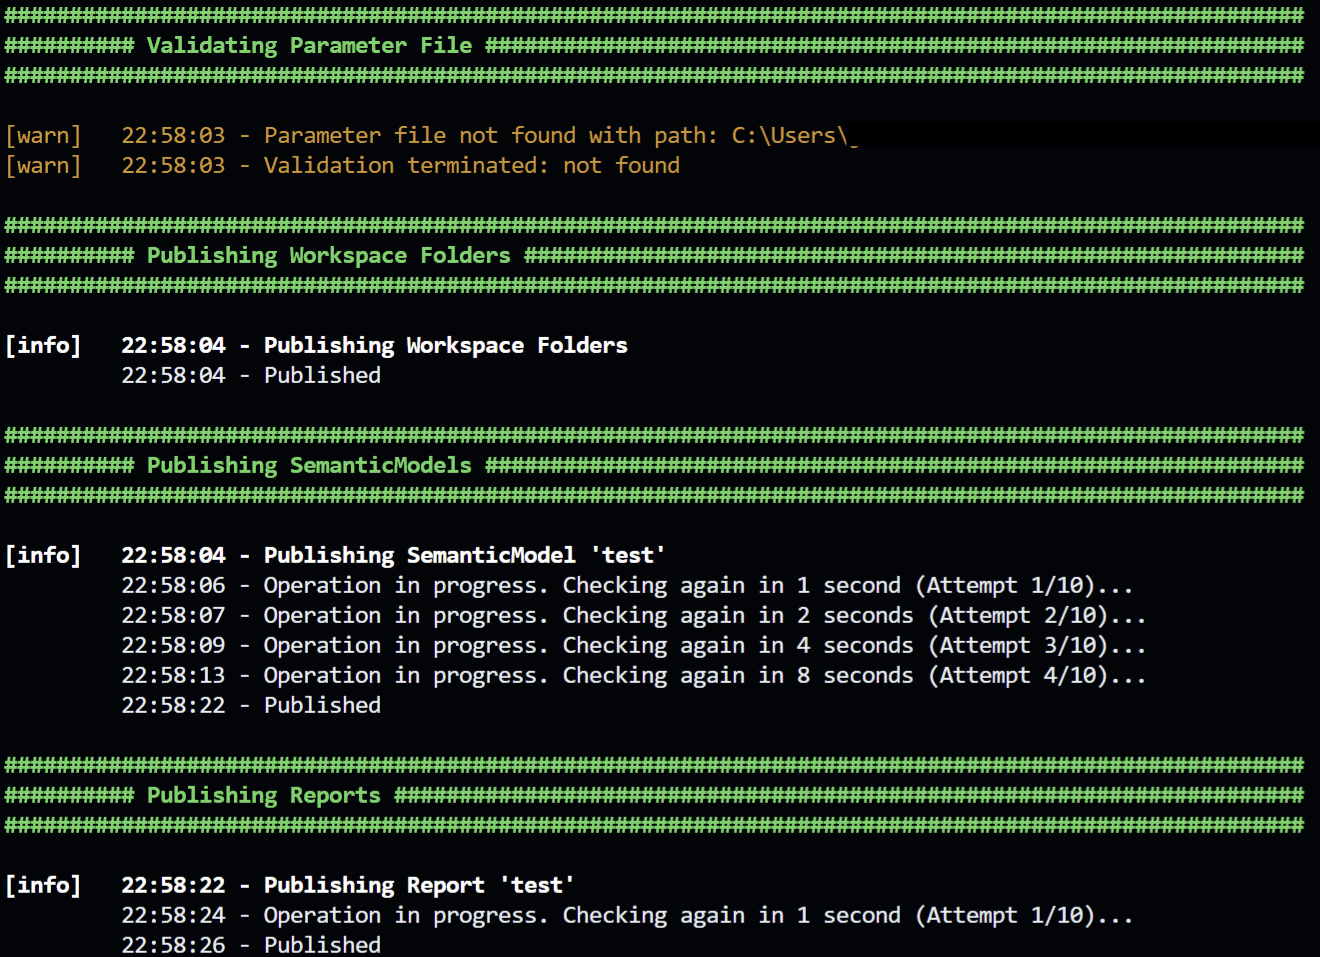 ####################################################################################################
########## Validating Parameter File ###############################################################
####################################################################################################
[warn] 22:58:03 - Parameter file not found with path: C:\Users\
[warn] 22:58:03 - Validation terminated: not found
####################################################################################################
########## Publishing Workspace Folders ############################################################
####################################################################################################
[info] 22:58:04 - Publishing Workspace Folders
22:58:04 - Published
####################################################################################################
########## Publishing SemanticModels ###############################################################
####################################################################################################
[info] 22:58:04 - Publishing SemanticModel 'test'
22:58:06 - Operation in progress. Checking again in 1 second (Attempt 1/10)...
22:58:07 - Operation in progress. Checking again in 2 seconds (Attempt 2/10)...
22:58:09 - Operation in progress. Checking again in 4 seconds (Attempt 3/10)...
22:58:13 - Operation in progress. Checking again in 8 seconds (Attempt 4/10)...
22:58:22 - Published
####################################################################################################
########## Publishing Reports ######################################################################
####################################################################################################
[info] 22:58:22 - Publishing Report 'test'
22:58:24 - Operation in progress. Checking again in 1 second (Attempt 1/10)...
22:58:26 - Published